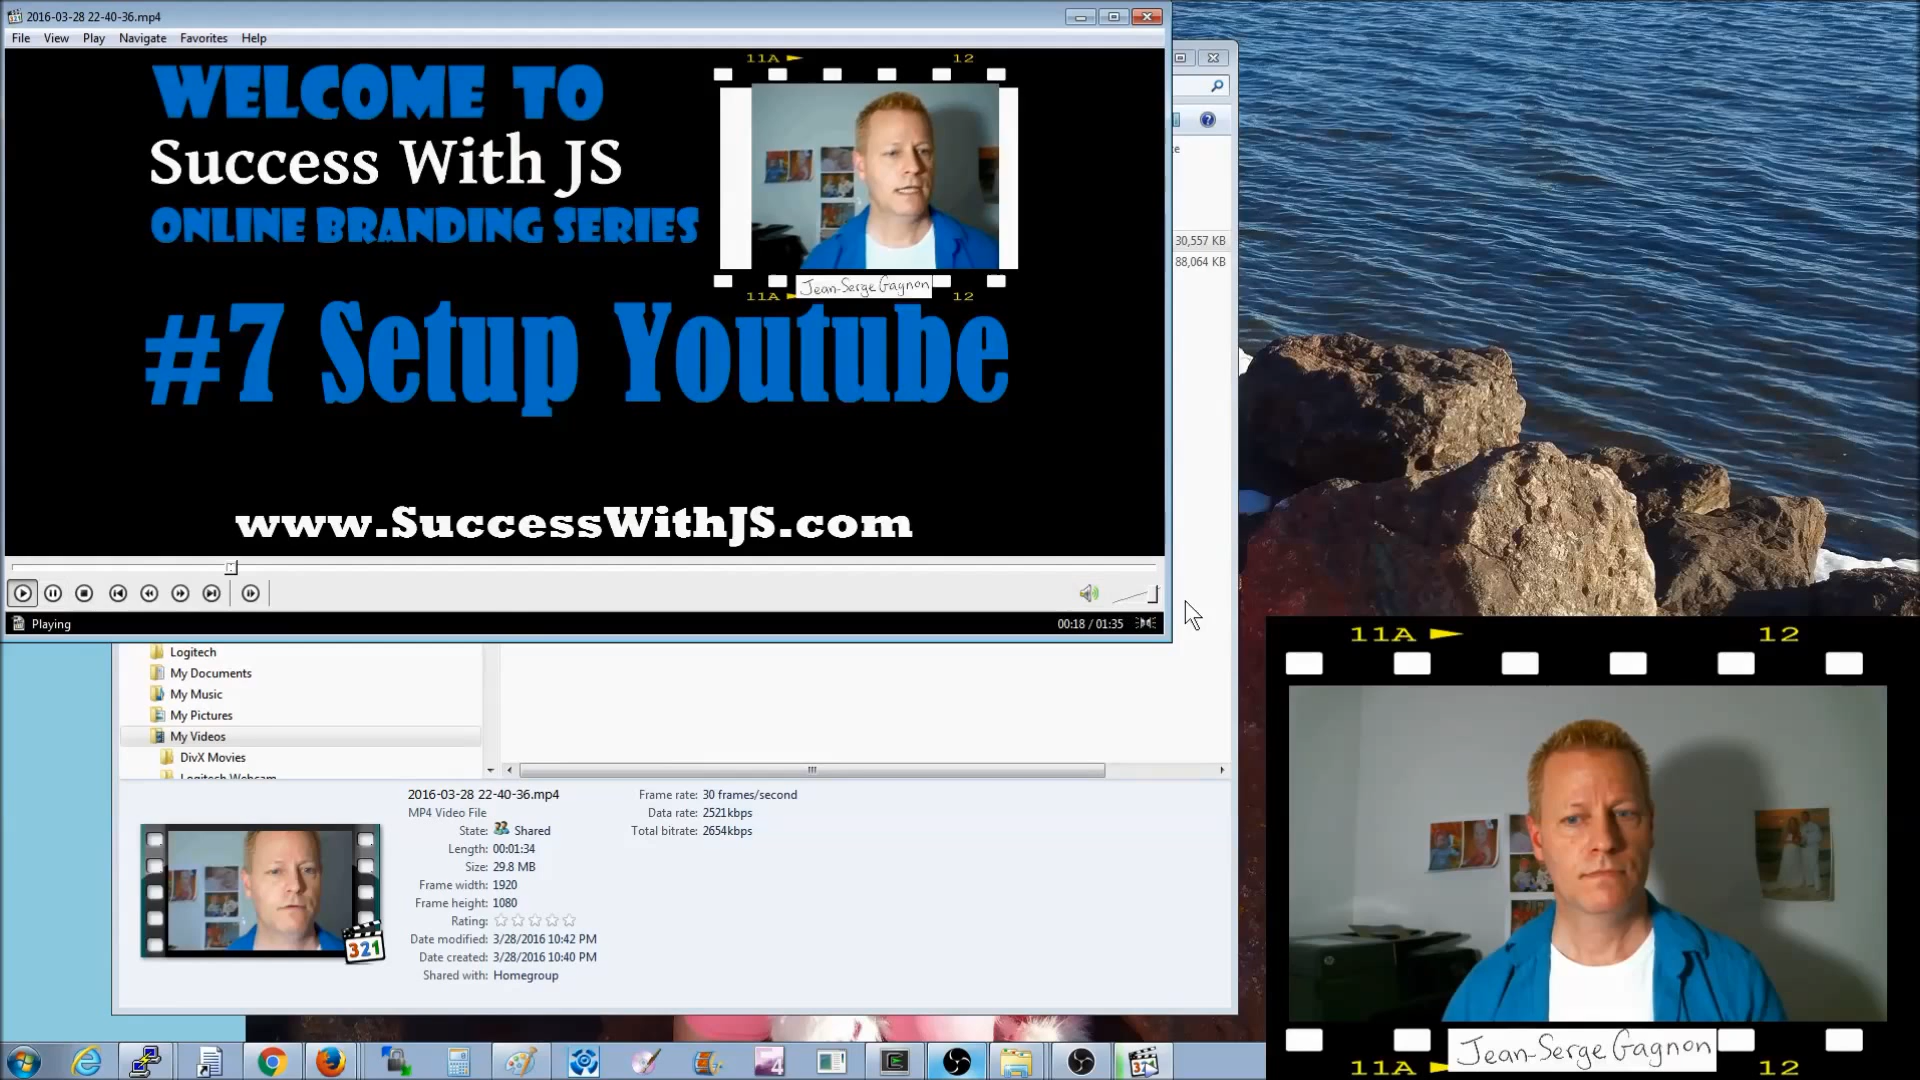 2016-03-28 22-40-36.mp4
File View Play Navigate Favorites Help
11A 12
WELCOME TO
Success With JS
ONLINE BRANDING SERIES
Jean-Serge Gagnon
11A 12
#7 Setup Youtube
www.SuccessWithJS.com
30,557 KB
88,064 KB
Playing
00:18 / 01:35
Logitech
My Documents
My Music
My Pictures
My Videos
DivX Movies
Logitech Webcam
2016-03-28 22-40-36.mp4
MP4 Video File
State: Shared
Length: 00:01:34
Size: 29.8 MB
Frame width: 1920
Frame height: 1080
Rating:
Date modified: 3/28/2016 10:42 PM
Date created: 3/28/2016 10:40 PM
Shared with: Homegroup
Frame rate: 30 frames/second
Data rate: 2521kbps
Total bitrate: 2654kbps
321
11A 12
Jean-Serge Gagnon
11A 12